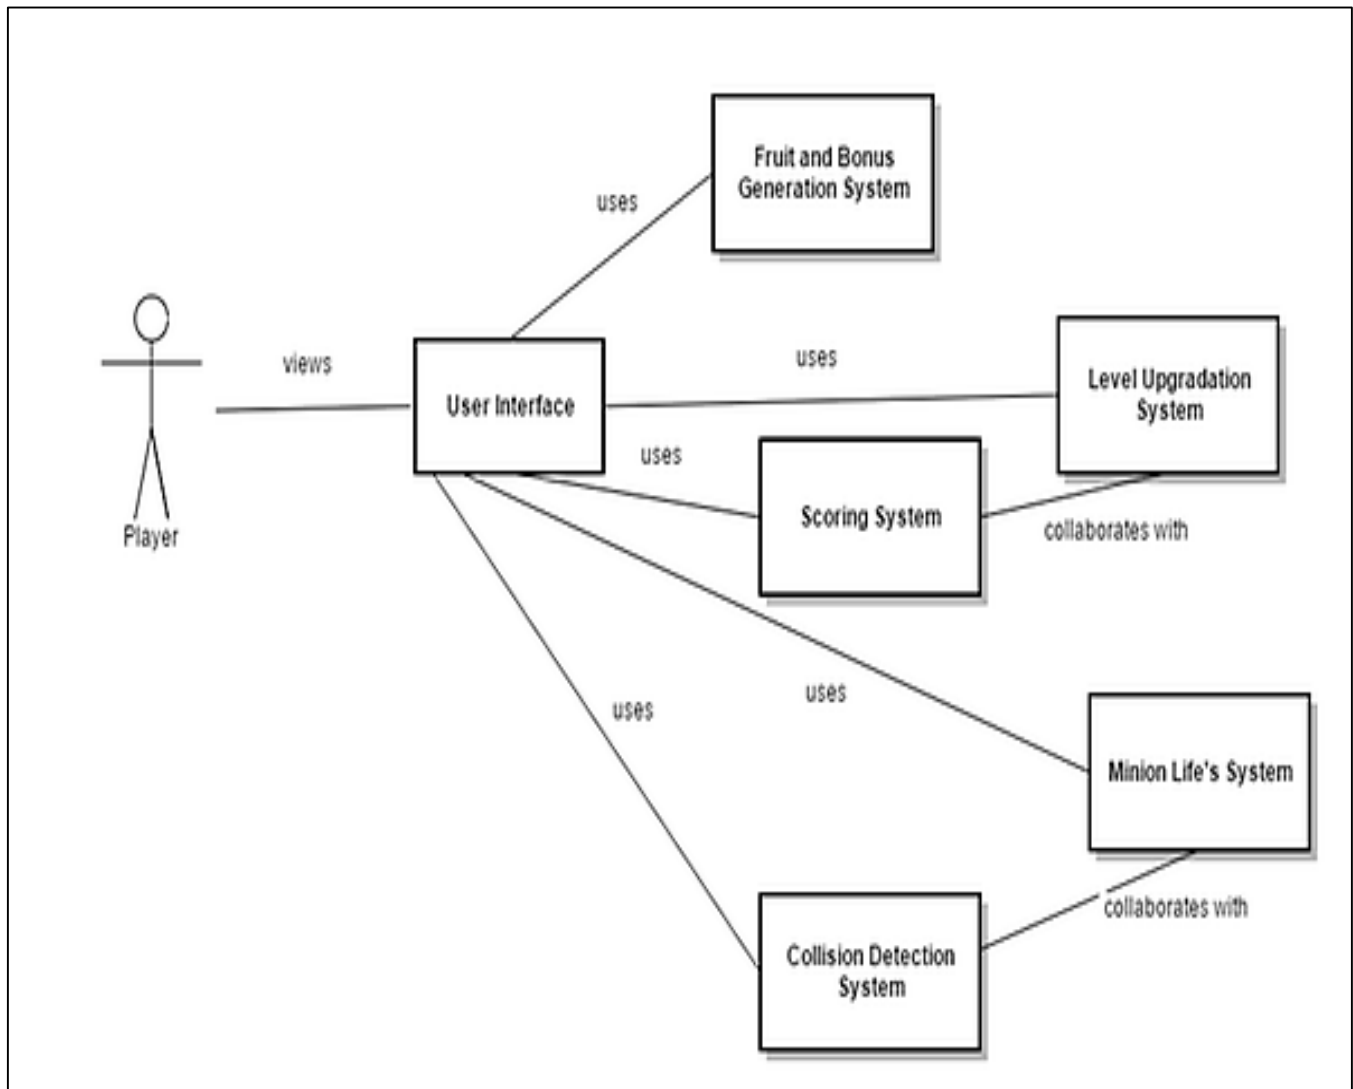 Fruit and Bonus
Generation System
uses
views
User Interface
uses
Level Upgradation
System
uses
Scoring System
collaborates with
Player
uses
uses
Minion Life's System
collaborates with
Collision Detection
System